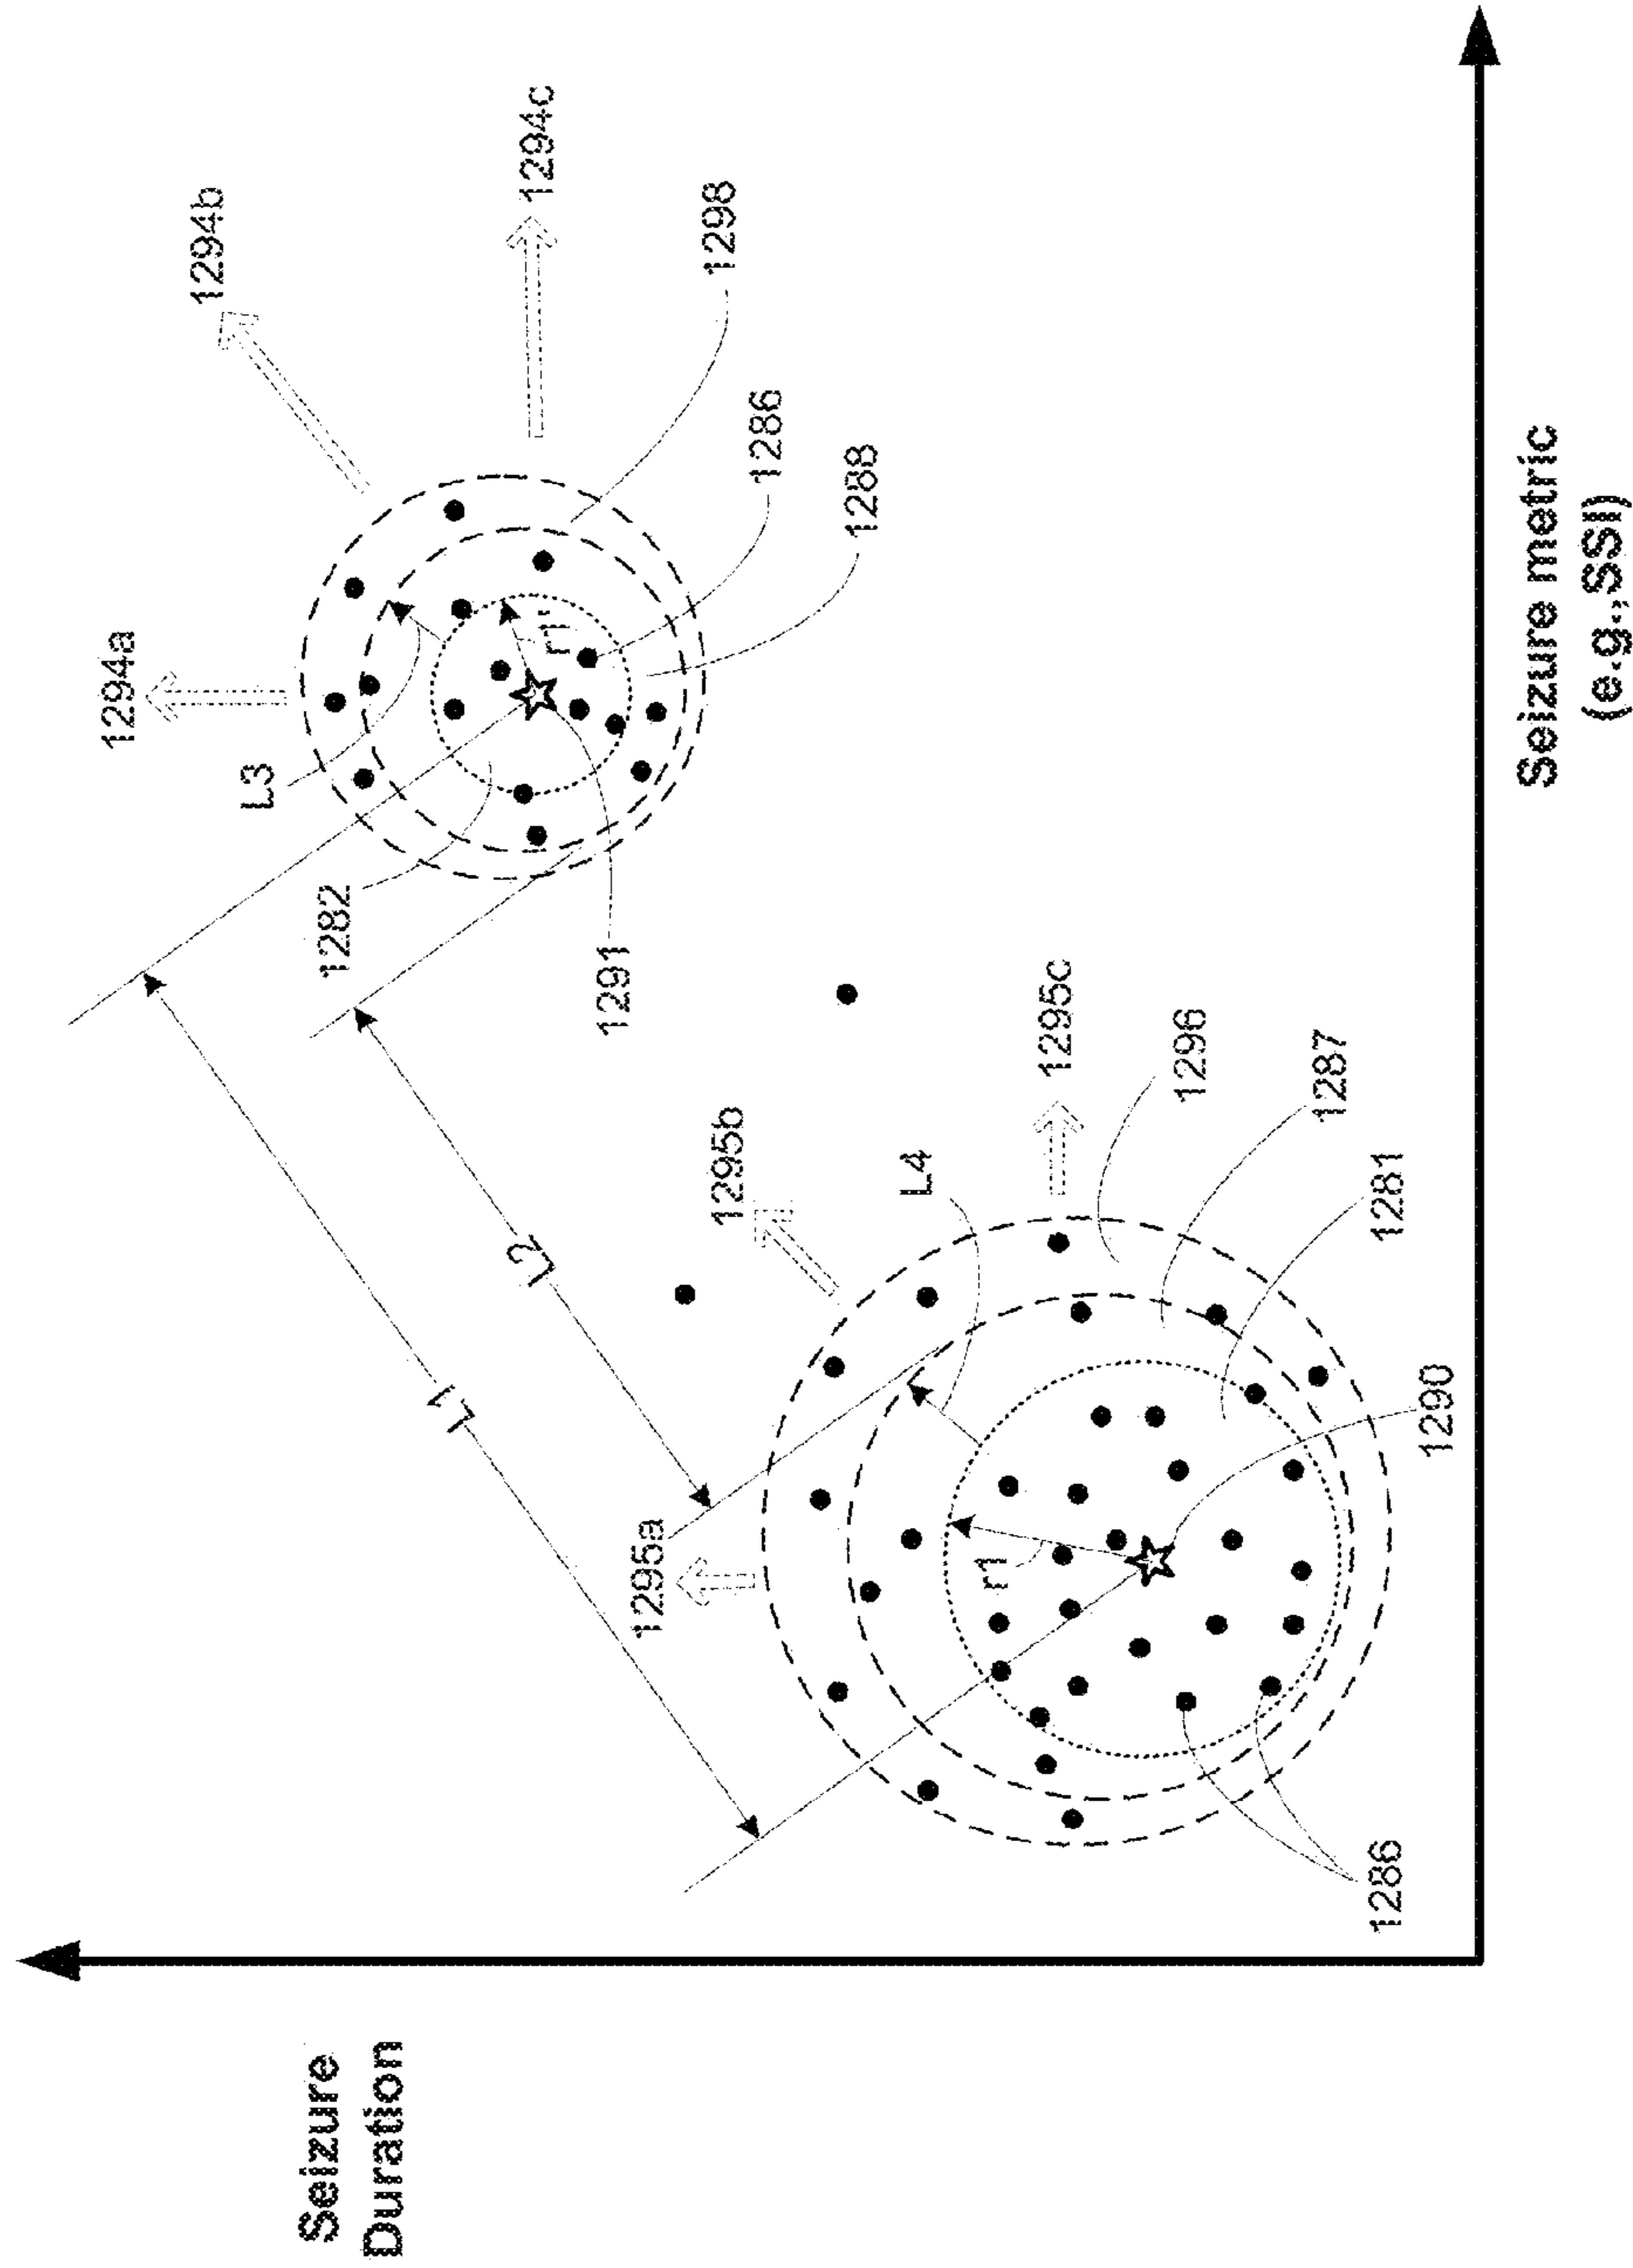 1294b
1294c
1294a
1298
L3
1286
1288
r1'
1282
1291
L1
L2
1295b
1295c
L4
1296
1287
1281
1295a
r1
1290
1286
Seizure
Duration
Seizure metric
(e.g.,SSI)